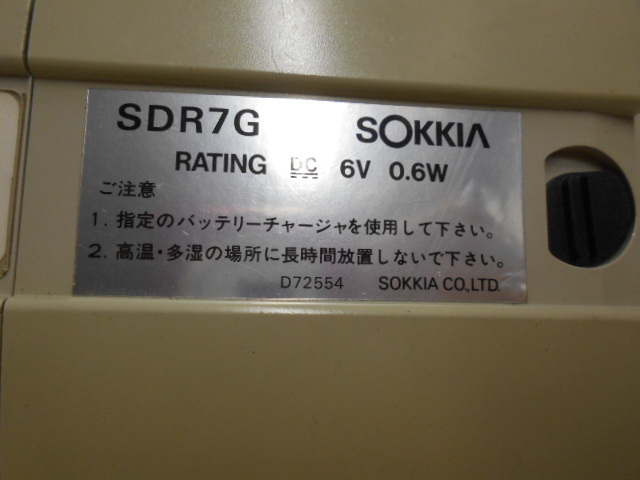 SDR7G SOKKIA
RATING DC 6V 0.6W
ご注意
1. 指定のバッテリーチャージャを使用して下さい。
2. 高温・多湿の場所に長時間放置しないで下さい。
D72554 SOKKIA CO.,LTD.